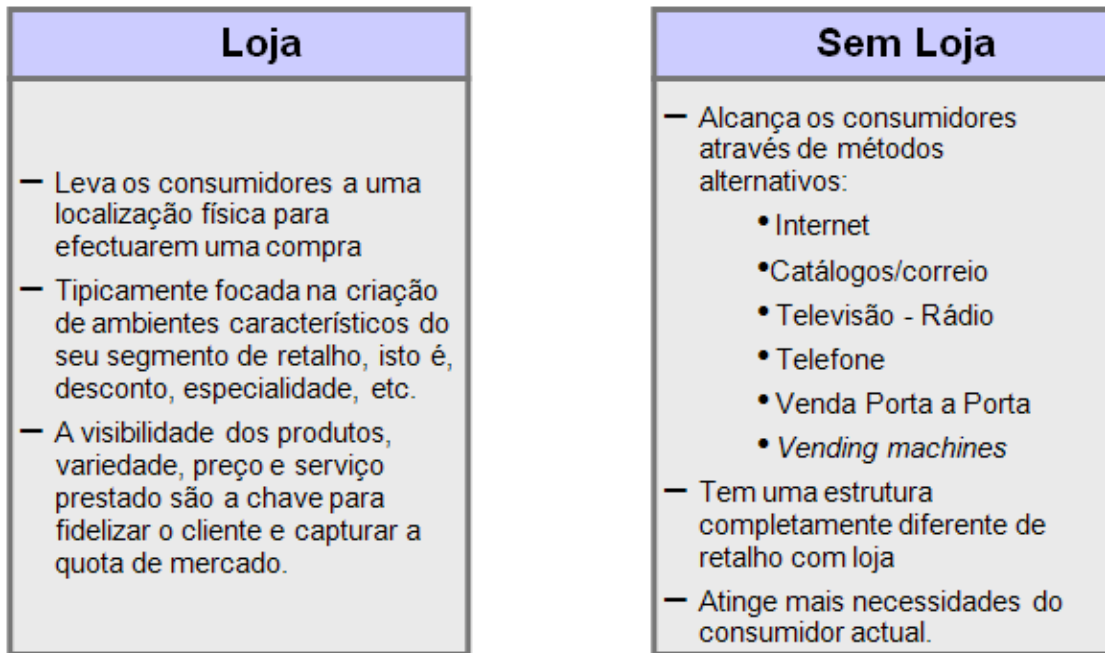 Loja
– Leva os consumidores a uma
localização física para
efectuarem uma compra
– Tipicamente focada na criação
de ambientes característicos do
seu segmento de retalho, isto é,
desconto, especialidade, etc.
– A visibilidade dos produtos,
variedade, preço e serviço
prestado são a chave para
fidelizar o cliente e capturar a
quota de mercado.
Sem Loja
– Alcança os consumidores
através de métodos
alternativos:
• Internet
•Catálogos/correio
• Televisão - Rádio
• Telefone
• Venda Porta a Porta
• Vending machines
– Tem uma estrutura
completamente diferente de
retalho com loja
– Atinge mais necessidades do
consumidor actual.